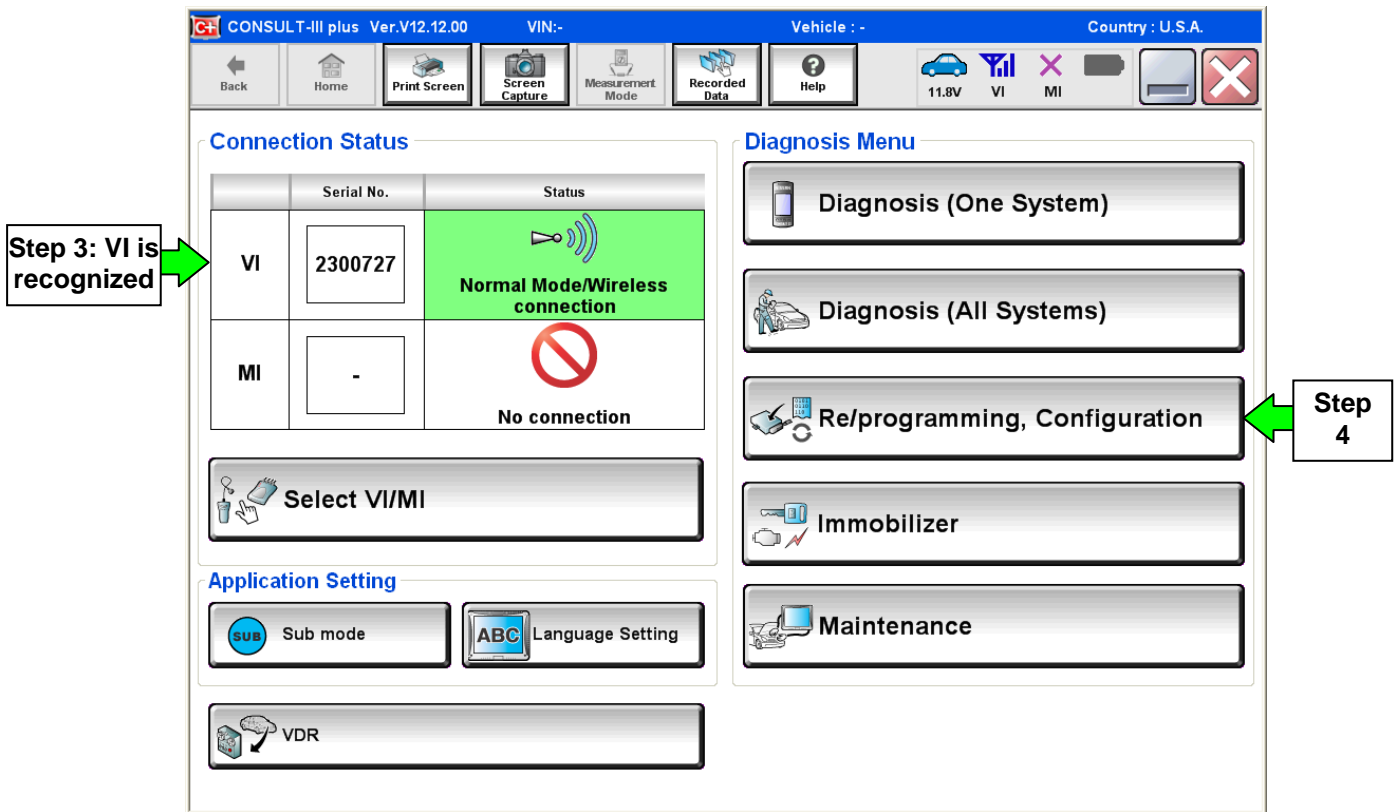 C+ CONSULT-III plus Ver.V12.12.00 VIN:- Vehicle : - Country : U.S.A.
Back
Home
Print Screen
Screen
Capture
Measurement
Mode
Recorded
Data
Help
11.8V VI MI
Connection Status
Serial No. Status
VI 2300727
Normal Mode/Wireless
connection
MI -
No connection
Select VI/MI
Application Setting
SUB Sub mode
ABC Language Setting
VDR
Diagnosis Menu
Diagnosis (One System)
Diagnosis (All Systems)
Re/programming, Configuration
Immobilizer
Maintenance
Step 3: VI is
recognized
Step
4